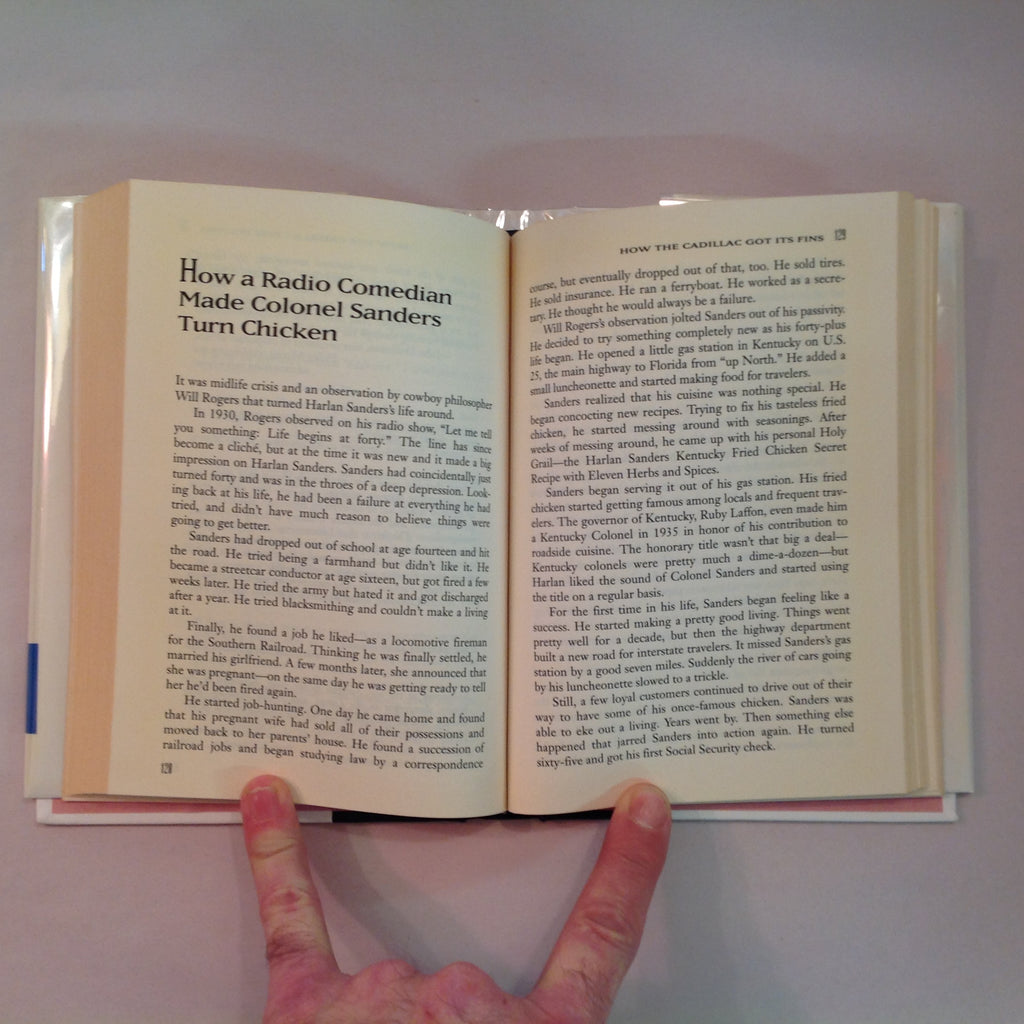 How a Radio Comedian
Made Colonel Sanders
Turn Chicken
It was midlife crisis and an observation by cowboy philosopher
Will Rogers that turned Harlan Sanders's life around.
In 1930, Rogers observed on his radio show, "Let me tell
you something: Life begins at forty." The line has since
become a cliché, but at the time it was new and it made a big
impression on Harlan Sanders. Sanders had coincidentally just
turned forty and was in the throes of a deep depression. Look-
ing back at his life, he had been a failure at everything he had
tried, and didn't have much reason to believe things were
going to get better.
Sanders had dropped out of school at age fourteen and hit
the road. He tried being a farmhand but didn't like it. He
became a streetcar conductor at age sixteen, but got fired a few
weeks later. He tried the army but hated it and got discharged
after a year. He tried blacksmithing and couldn't make a living
at it.
Finally, he found a job he liked—as a locomotive fireman
for the Southern Railroad. Thinking he was finally settled, he
married his girlfriend. A few months later, she announced that
she was pregnant—on the same day he was getting ready to tell
her he'd been fired again.
He started job-hunting. One day he came home and found
that his pregnant wife had sold all of their possessions and
moved back to her parents' house. He found a succession of
railroad jobs and began studying law by a correspondence
HOW THE CADILLAC GOT ITS FINS
course, but eventually dropped out of that, too. He sold tires.
He sold insurance. He ran a ferryboat. He worked as a secre-
tary. He thought he would always be a failure.
Will Rogers's observation jolted Sanders out of his passivity.
He decided to try something completely new as his forty-plus
life began. He opened a little gas station in Kentucky on U.S.
25, the main highway to Florida from "up North." He added a
small luncheonette and started making food for travelers.
Sanders realized that his cuisine was nothing special. He
began concocting new recipes. Trying to fix his tasteless fried
chicken, he started messing around with seasonings. After
weeks of messing around, he came up with his personal Holy
Grail—the Harlan Sanders Kentucky Fried Chicken Secret
Recipe with Eleven Herbs and Spices.
Sanders began serving it out of his gas station. His fried
chicken started getting famous among locals and frequent trav-
elers. The governor of Kentucky, Ruby Laffon, even made him
a Kentucky Colonel in 1935 in honor of his contribution to
roadside cuisine. The honorary title wasn't that big a deal—
Kentucky colonels were pretty much a dime-a-dozen—but
Harlan liked the sound of Colonel Sanders and started using
the title on a regular basis.
For the first time in his life, Sanders began feeling like a
success. He started making a pretty good living. Things went
pretty well for a decade, but then the highway department
built a new road for interstate travelers. It missed Sanders's gas
station by a good seven miles. Suddenly the river of cars going
by his luncheonette slowed to a trickle.
Still, a few loyal customers continued to drive out of their
way to have some of his once-famous chicken. Sanders was
able to eke out a living. Years went by. Then something else
happened that jarred Sanders into action again. He turned
sixty-five and got his first Social Security check.